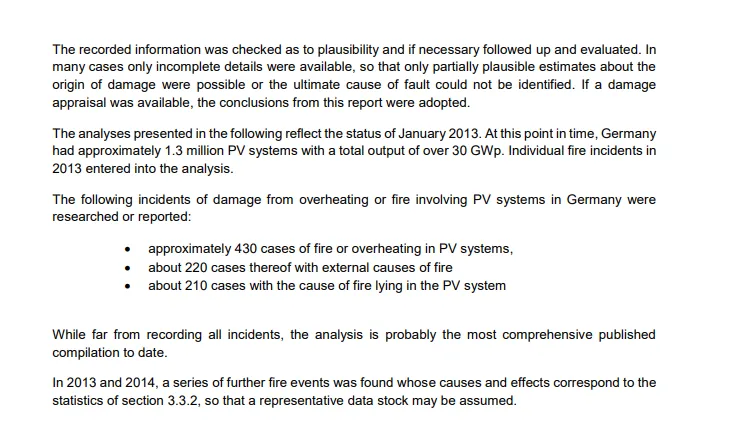 The recorded information was checked as to plausibility and if necessary followed up and evaluated. In
many cases only incomplete details were available, so that only partially plausible estimates about the
origin of damage were possible or the ultimate cause of fault could not be identified. If a damage
appraisal was available, the conclusions from this report were adopted.
The analyses presented in the following reflect the status of January 2013. At this point in time, Germany
had approximately 1.3 million PV systems with a total output of over 30 GWp. Individual fire incidents in
2013 entered into the analysis.
The following incidents of damage from overheating or fire involving PV systems in Germany were
researched or reported:
• approximately 430 cases of fire or overheating in PV systems,
• about 220 cases thereof with external causes of fire
• about 210 cases with the cause of fire lying in the PV system
While far from recording all incidents, the analysis is probably the most comprehensive published
compilation to date.
In 2013 and 2014, a series of further fire events was found whose causes and effects correspond to the
statistics of section 3.3.2, so that a representative data stock may be assumed.